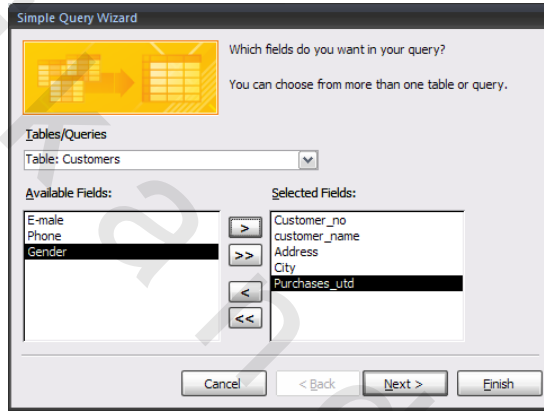 Simple Query Wizard
Which fields do you want in your query?
You can choose from more than one table or query.
Tables/Queries
Table: Customers
Available Fields:
Selected Fields:
E-male
Phone
Gender
>
>>
<
<<
Customer_no
customer_name
Address
City
Purchases_utd
Cancel
< Back
Next >
Finish